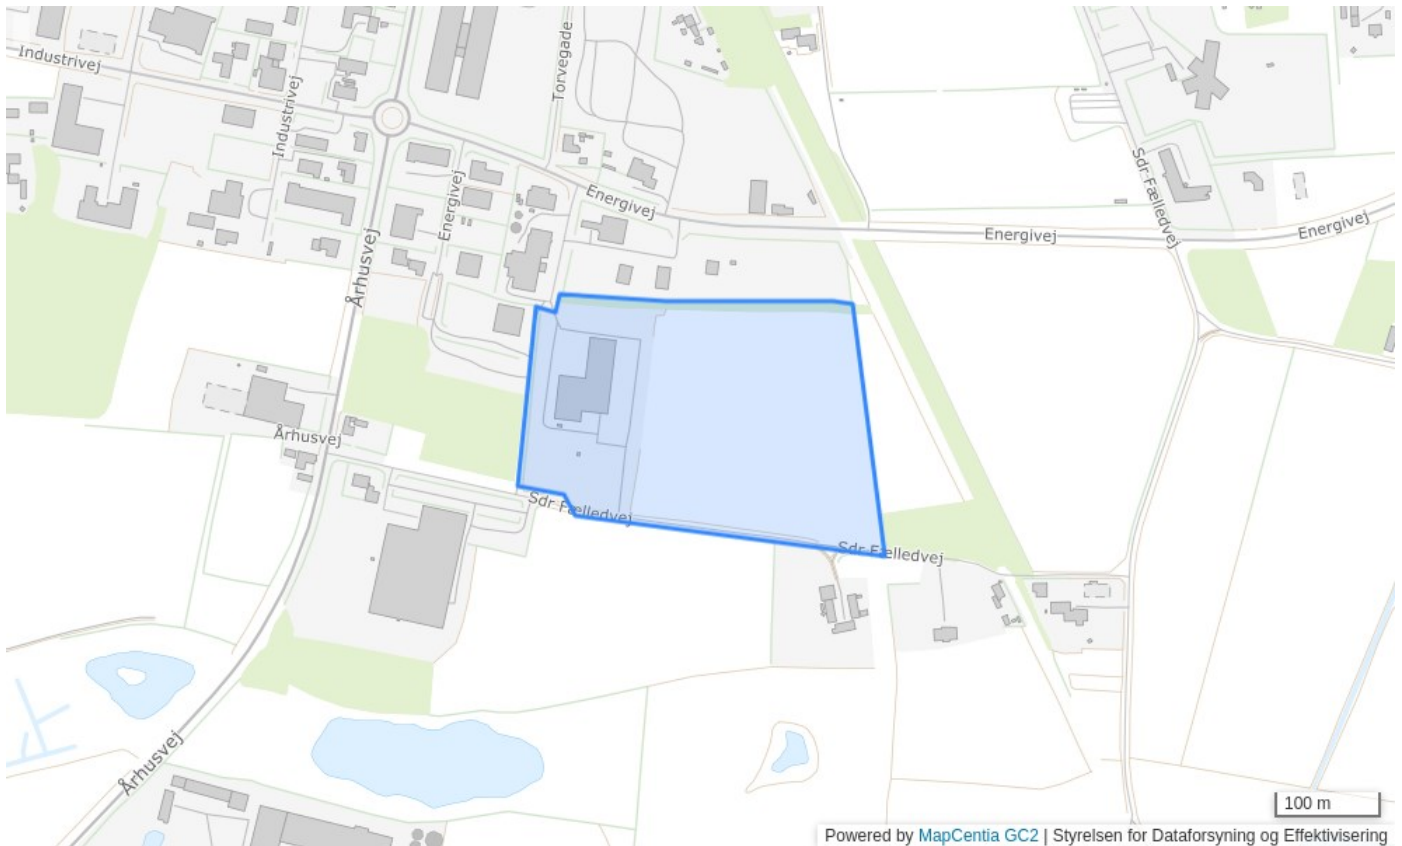 Industrivej
Industrivej
Torvegade
Sdr Fælledvej
Energivej
Energivej
Energivej
Energivej
Århusvej
Århusvej
Sdr Fælledvej
Sdr Fælledvej
Århusvej
100 m
Powered by MapCentia GC2 | Styrelsen for Dataforsyning og Effektivisering